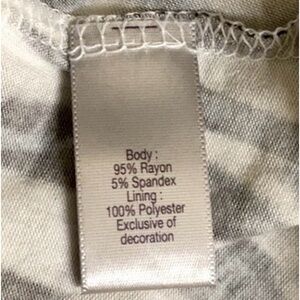 Body :
95% Rayon
5% Spandex
Lining :
100% Polyester
Exclusive of
decoration